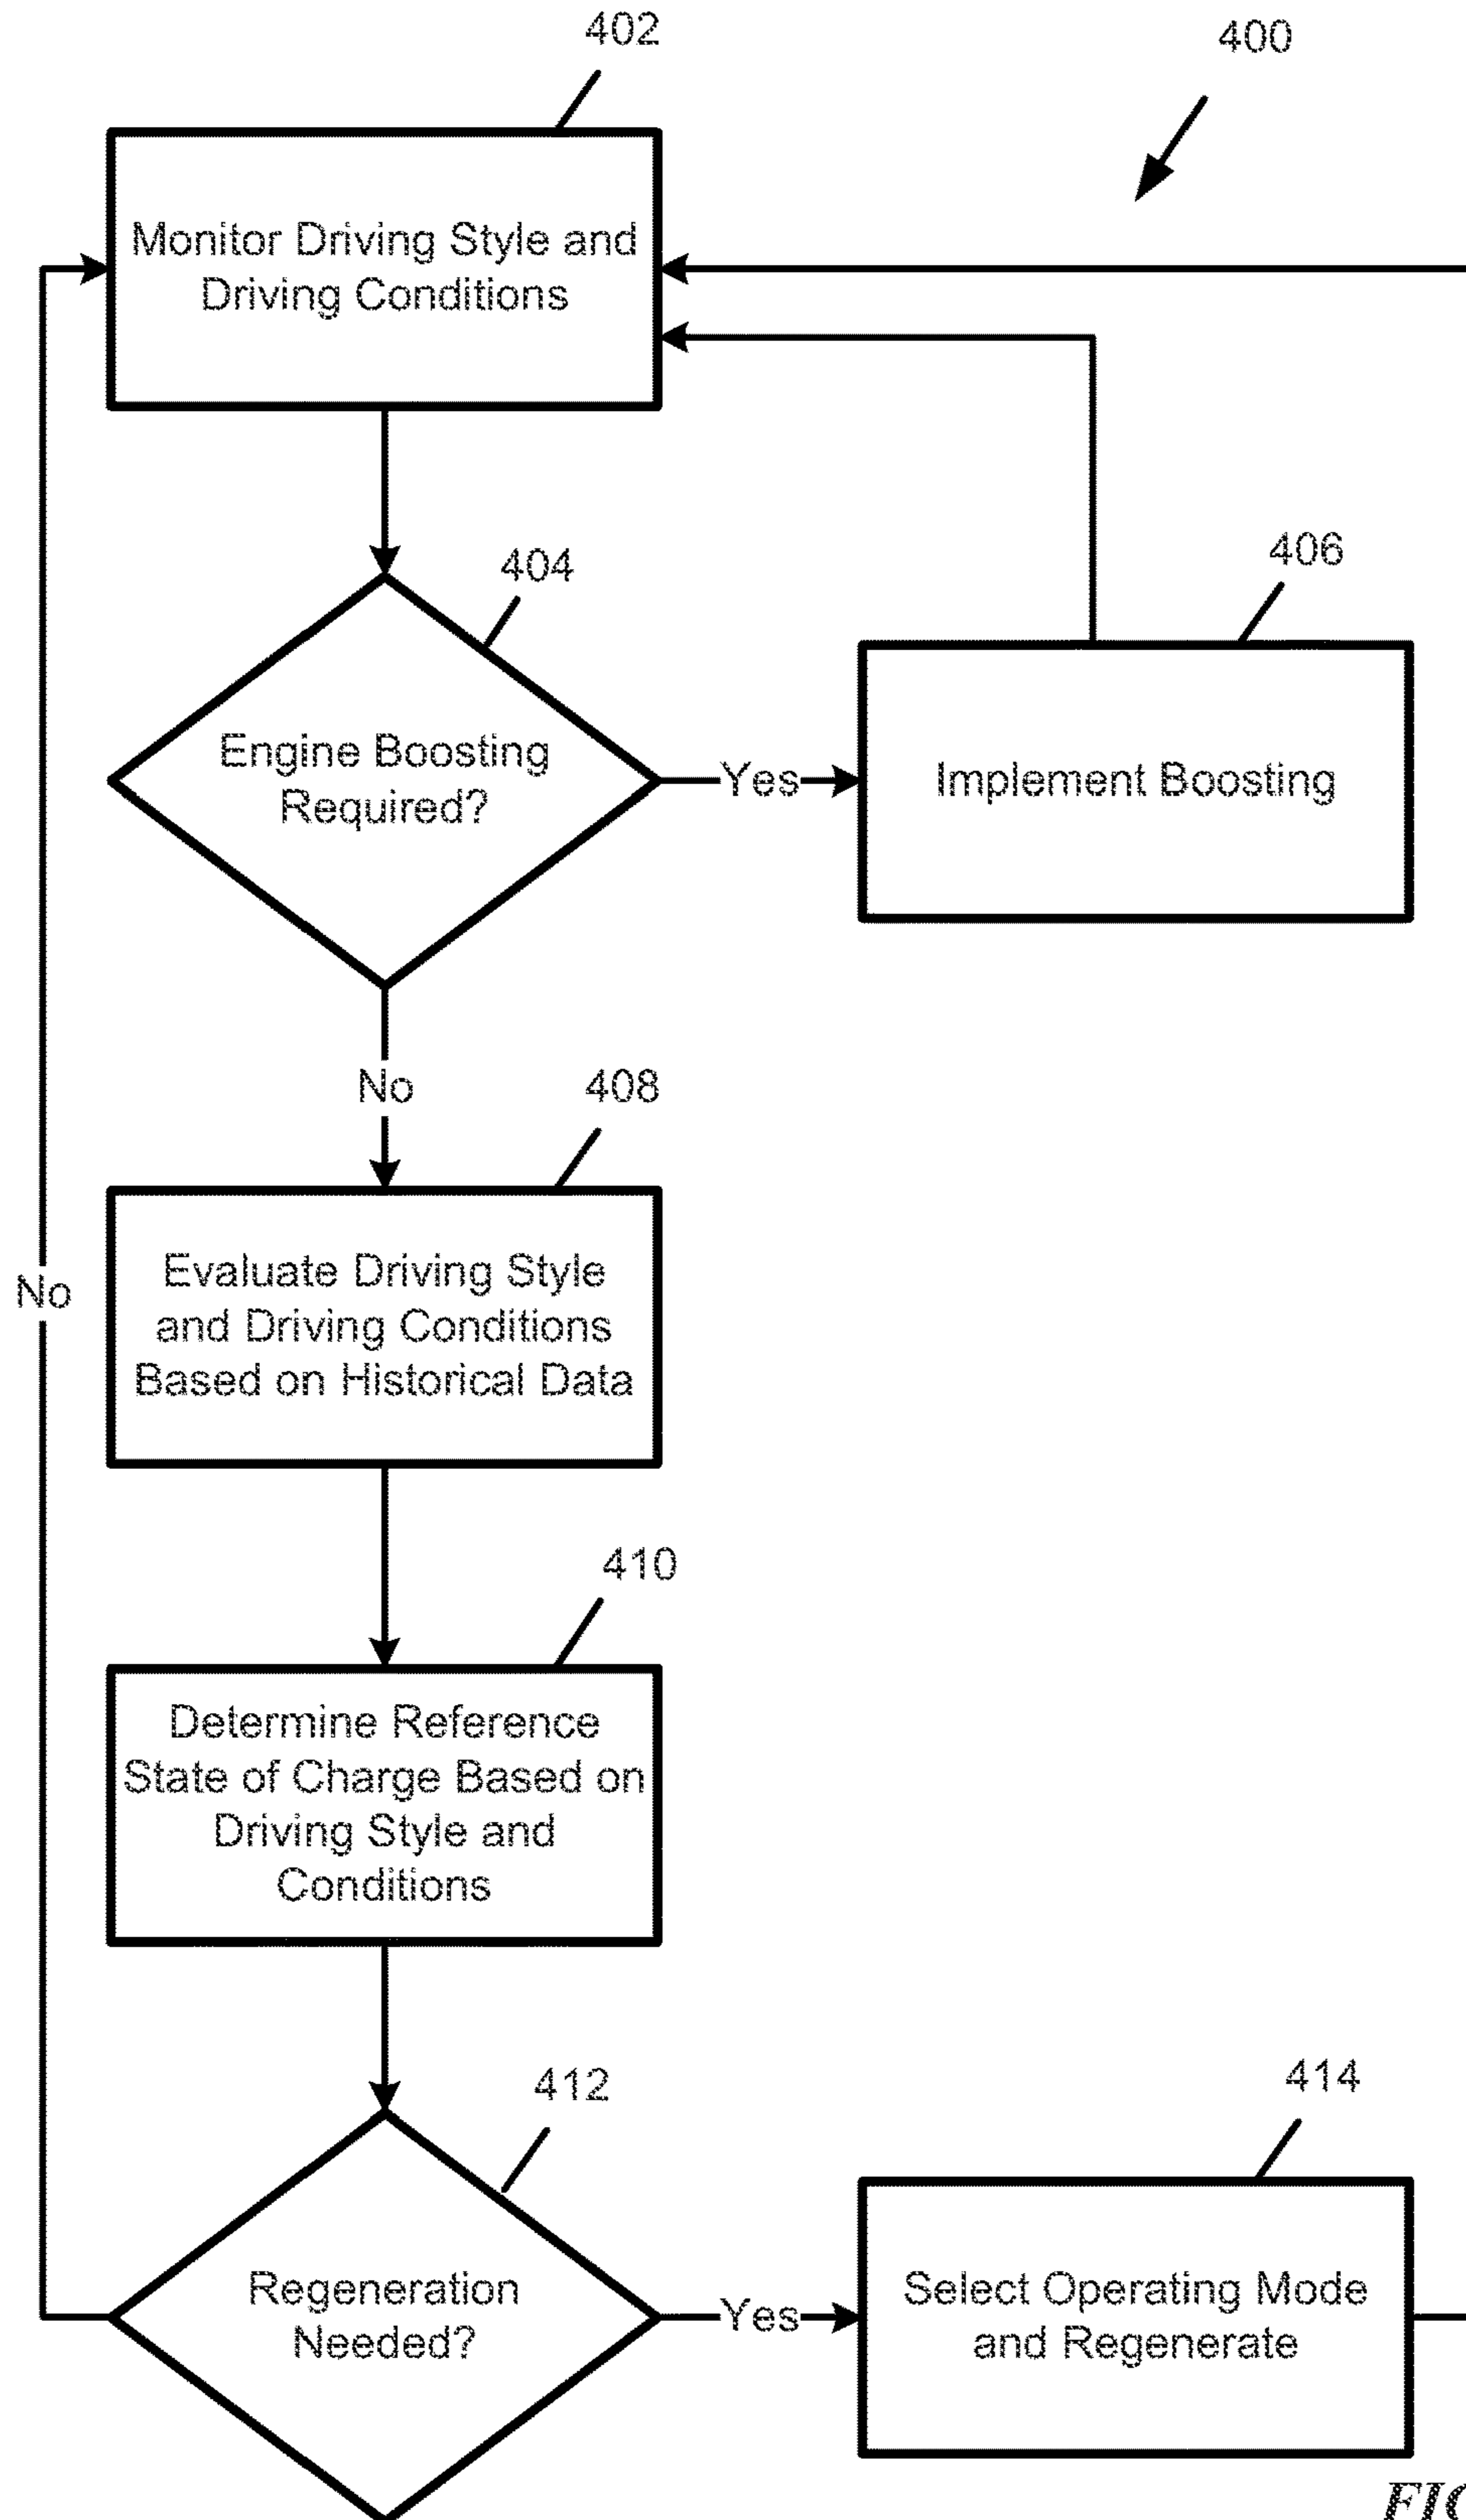 402
400
Monitor Driving Style and
Driving Conditions
404
406
Engine Boosting
Required?
Yes
Implement Boosting
No
408
No
Evaluate Driving Style
and Driving Conditions
Based on Historical Data
410
Determine Reference
State of Charge Based on
Driving Style and
Conditions
412
414
Regeneration
Needed?
Yes
Select Operating Mode
and Regenerate